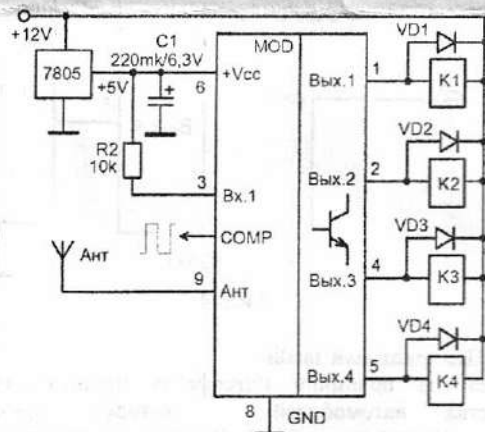 +12V
7805
+5V
C1
220mk/6,3V
+
R2
10k
6
+Vcc
MOD
3
Вх.1
COMP
Ант
9
Ант
8
GND
Вых.1
1
VD1
K1
Вых.2
2
VD2
K2
Вых.3
4
VD3
K3
Вых.4
5
VD4
K4